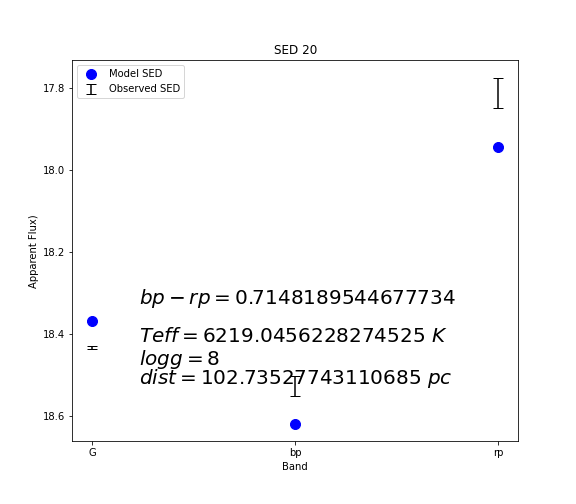 SED 20
Model SED
Observed SED
17.8
18.0
18.2
18.4
18.6
Apparent Flux)
bp − rp = 0.7148189544677734
Teff = 6219.0456228274525 K
logg = 8
dist = 102.73527743110685 pc
G bp rp
Band